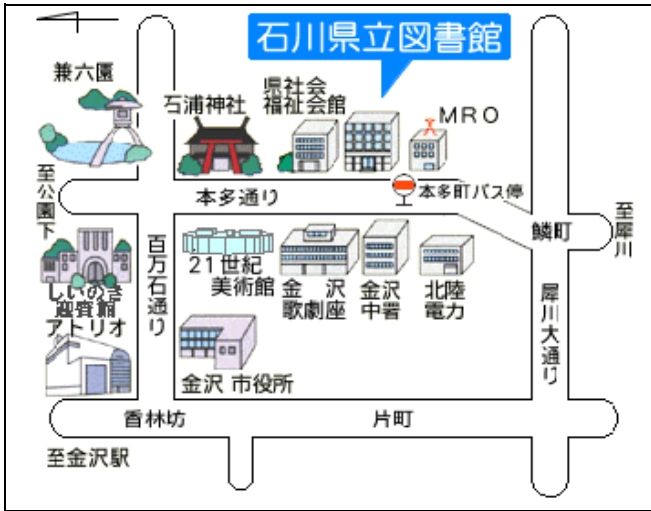 石川県立図書館
兼六園
石浦神社
県社会
福祉会館
MRO
至公園下
本多通り
本多町バス停
鱗町
至犀川
百万石通り
21世紀
美術館
金沢
歌劇座
金沢
中署
北陸
電力
犀川大通り
しいのき
迎賓館
アトリオ
金沢市役所
香林坊
片町
至金沢駅